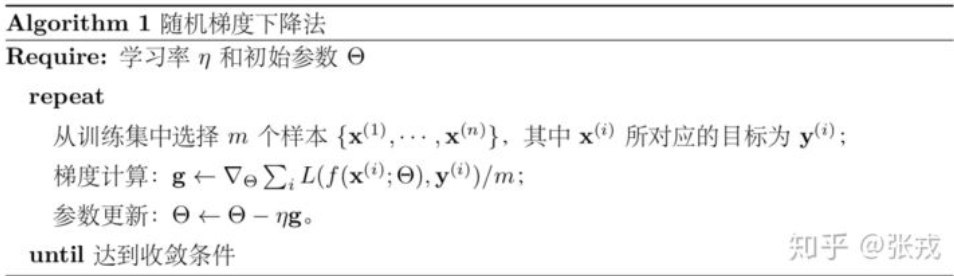 Algorithm 1 随机梯度下降法
Require: 学习率 η 和初始参数 Θ
repeat
从训练集中选择 m 个样本 {x⁽¹⁾, · · · , x⁽ⁿ⁾}, 其中 x⁽ⁱ⁾ 所对应的目标为 y⁽ⁱ⁾;
梯度计算: g ← ∇_Θ ∑_i L(f(x⁽ⁱ⁾; Θ), y⁽ⁱ⁾)/m;
参数更新: Θ ← Θ − ηg。
until 达到收敛条件
知乎 @张戎